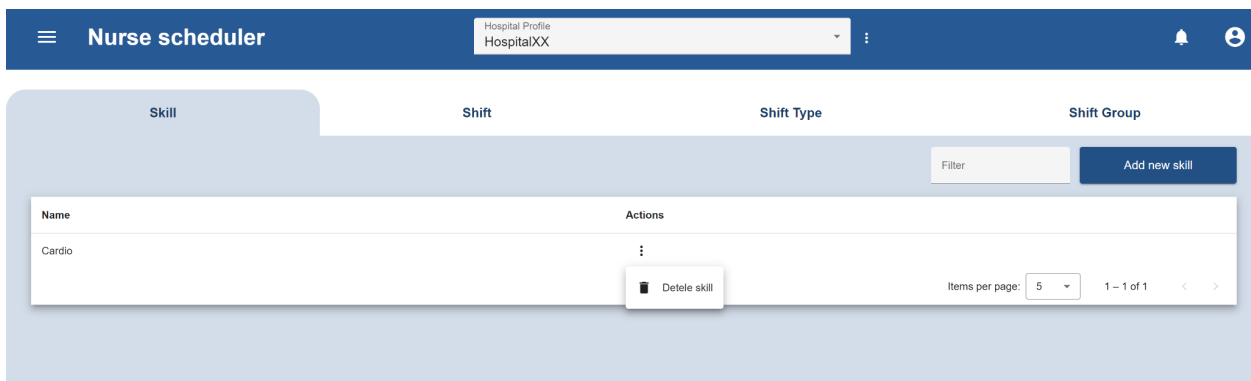 Nurse scheduler
Hospital Profile
HospitalXX
Skill Shift Shift Type Shift Group
Filter
Add new skill
Name Actions
Cardio
Detele skill
Items per page: 5 1 – 1 of 1